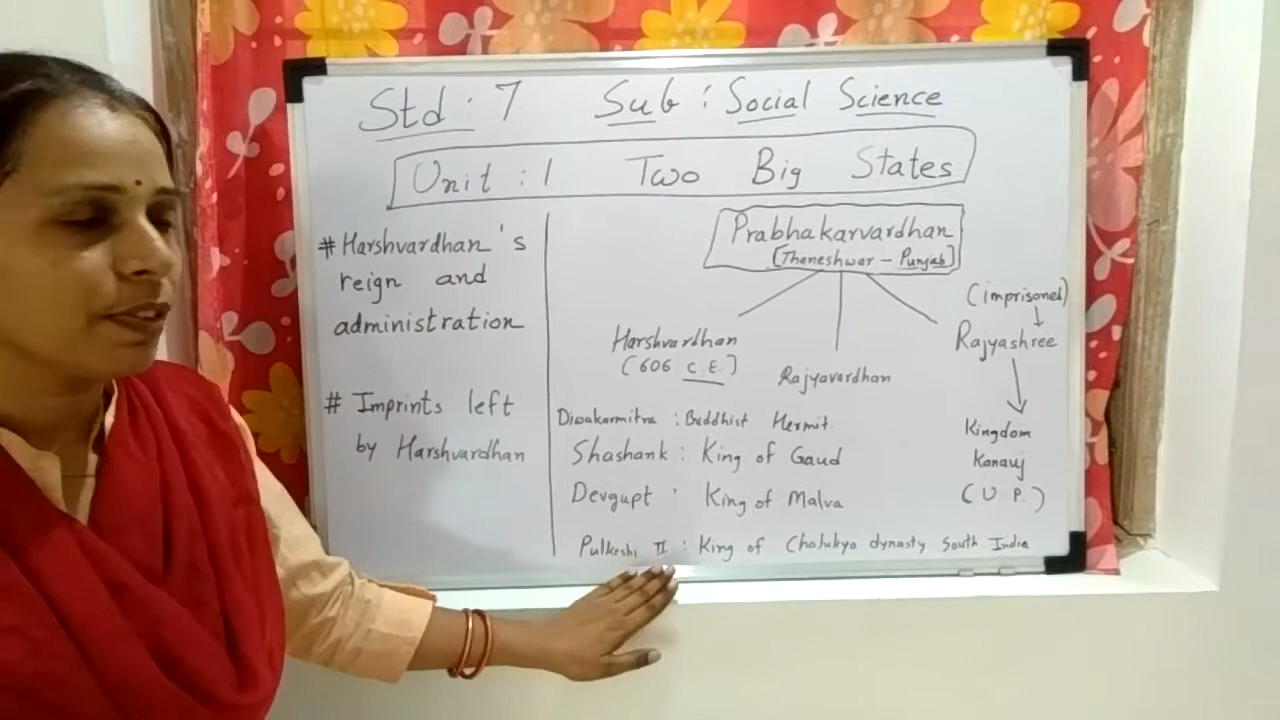 Std : 7 Sub : Social Science
Unit : 1 Two Big States
# Harshvardhan's
reign and
administration
# Imprints left
by Harshvardhan
Prabhakarvardhan
[Thaneshwar - Punjab]
Harshvardhan
(606 C.E.)
Rajyavardhan
(imprisoned)
Rajyashree
Kingdom
Kanauj
(U.P.)
Diwakarmitra : Buddhist Hermit
Shashank : King of Gaud
Devgupt : King of Malva
Pulkeshi II : King of Chalukya dynasty South India